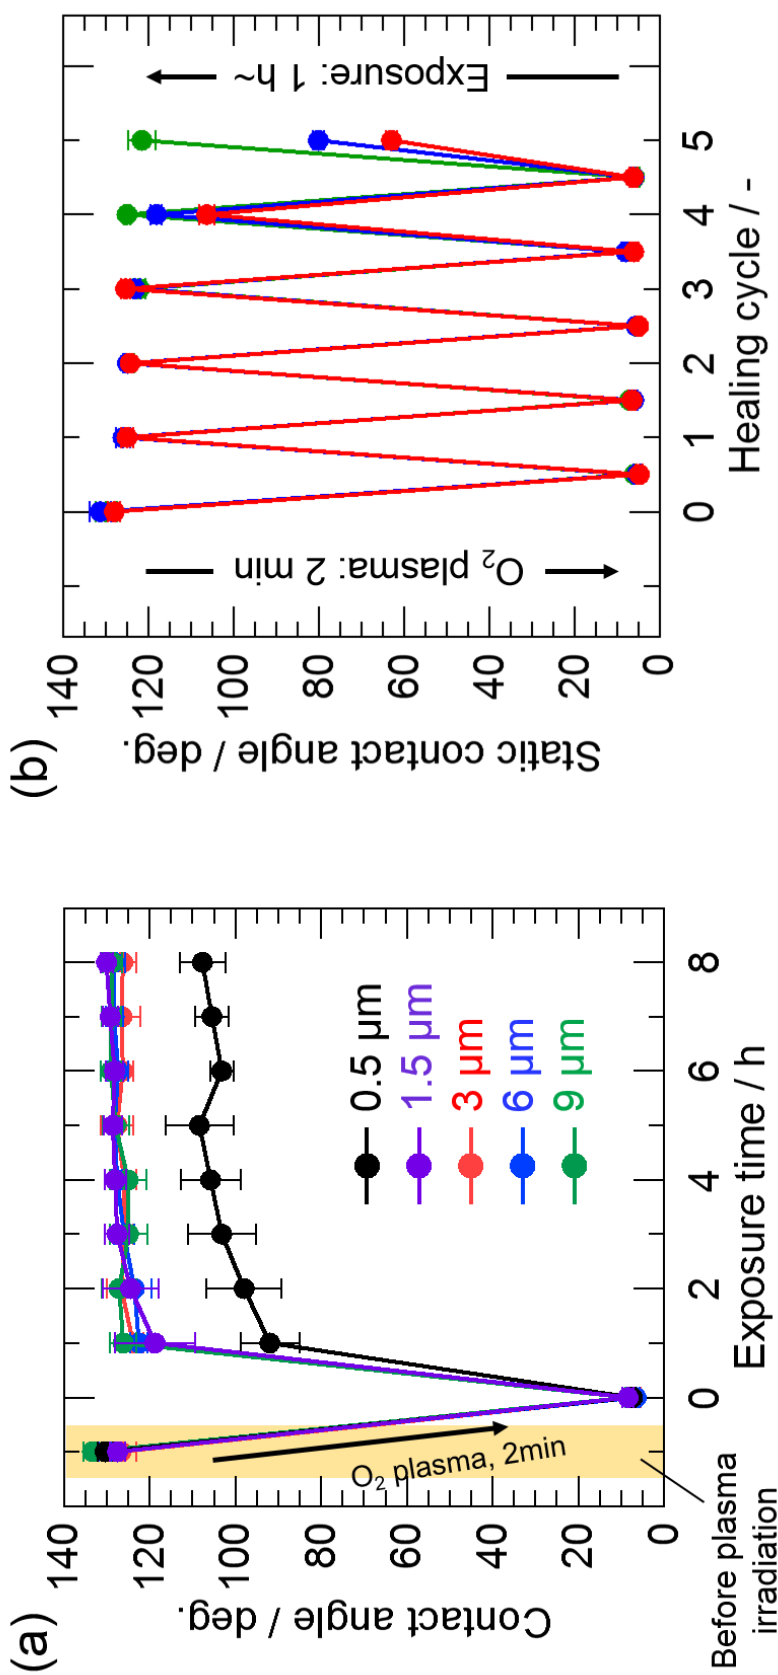 (a)
Contact angle / deg.
140
120
100
80
60
40
20
0
O₂ plasma, 2min
0.5 μm
1.5 μm
3 μm
6 μm
9 μm
0
2
4
6
8
Exposure time / h
Before plasma
irradiation
(b)
Static contact angle / deg.
140
120
100
80
60
40
20
0
O₂ plasma: 2 min
Exposure: 1 h~
0
1
2
3
4
5
Healing cycle / -